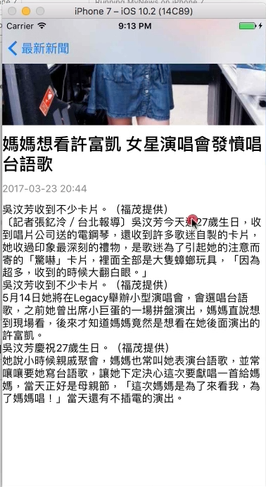 Running MyNews on iPhone 7
iPhone 7 – iOS 10.2 (14C89)
Carrier 9:13 PM
最新新聞
媽媽想看許富凱 女星演唱會發憤唱
台語歌
2017-03-23 20:44
吳汶芳收到不少卡片。（福茂提供）
〔記者張釔泠／台北報導〕吳汶芳今天過27歲生日，收
到唱片公司送的電鋼琴，還收到許多歌迷自製的卡片，
她收過印象最深刻的禮物，是歌迷為了引起她的注意而
寄的「驚嚇」卡片，裡面全部是大隻蟑螂玩具，「因為
超多，收到的時候大翻白眼。」
吳汶芳收到不少卡片。（福茂提供）
5月14日她將在Legacy舉辦小型演唱會，會選唱台語
歌，之前她曾出席小巨蛋的一場拼盤演出，媽媽直說想
到現場看，後來才知道媽媽竟然是想看在她後面演出的
許富凱。
吳汶芳慶祝27歲生日。（福茂提供）
她說小時候親戚聚會，媽媽也常叫她表演台語歌，並常
嚷嚷要她寫台語歌，讓她下定決心這次要獻唱一首給媽
媽，當天正好是母親節，「這次媽媽是為了來看我，為
了媽媽唱！」當天還有不插電的演出。